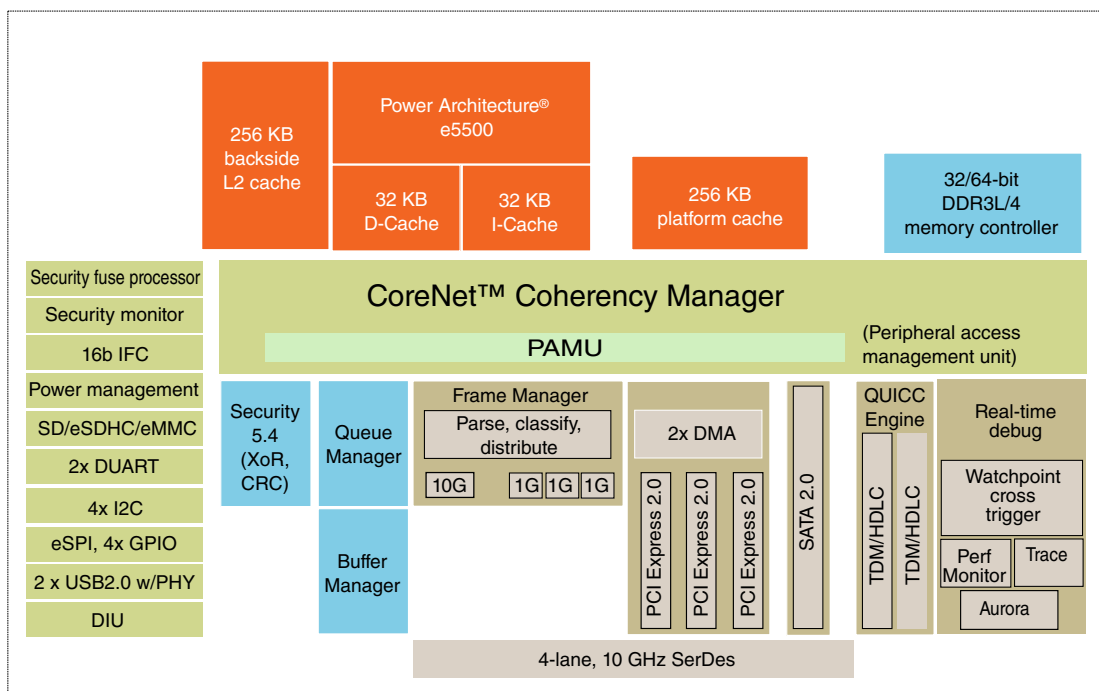 256 KB
backside
L2 cache
Power Architecture®
e5500
32 KB
D-Cache
32 KB
I-Cache
256 KB
platform cache
32/64-bit
DDR3L/4
memory controller
Security fuse processor
Security monitor
16b IFC
Power management
SD/eSDHC/eMMC
2x DUART
4x I2C
eSPI, 4x GPIO
2 x USB2.0 w/PHY
DIU
CoreNet™ Coherency Manager
PAMU
(Peripheral access
management unit)
Security
5.4
(XoR,
CRC)
Queue
Manager
Buffer
Manager
Frame Manager
Parse, classify,
distribute
10G
1G
1G
1G
2x DMA
PCI Express 2.0
PCI Express 2.0
PCI Express 2.0
SATA 2.0
QUICC
Engine
TDM/HDLC
TDM/HDLC
Real-time
debug
Watchpoint
cross
trigger
Perf
Monitor
Trace
Aurora
4-lane, 10 GHz SerDes